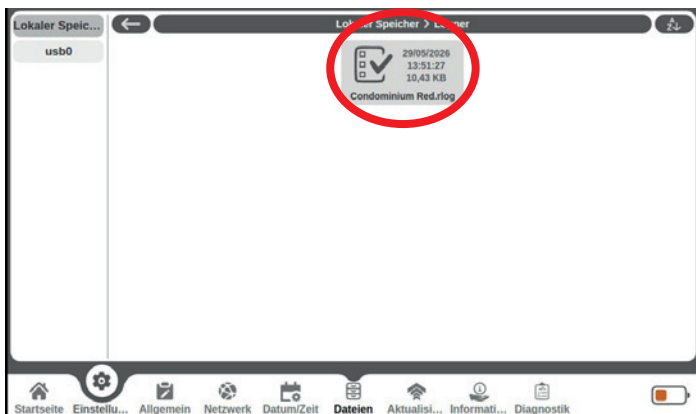 Lokaler Speic...
Lokaler Speicher >
usb0
29/05/2026
13:51:27
10,43 KB
Condominium Red.rlog
Startseite Einstellu... Allgemein Netzwerk Datum/Zeit Dateien Aktualisi... Informati... Diagnostik